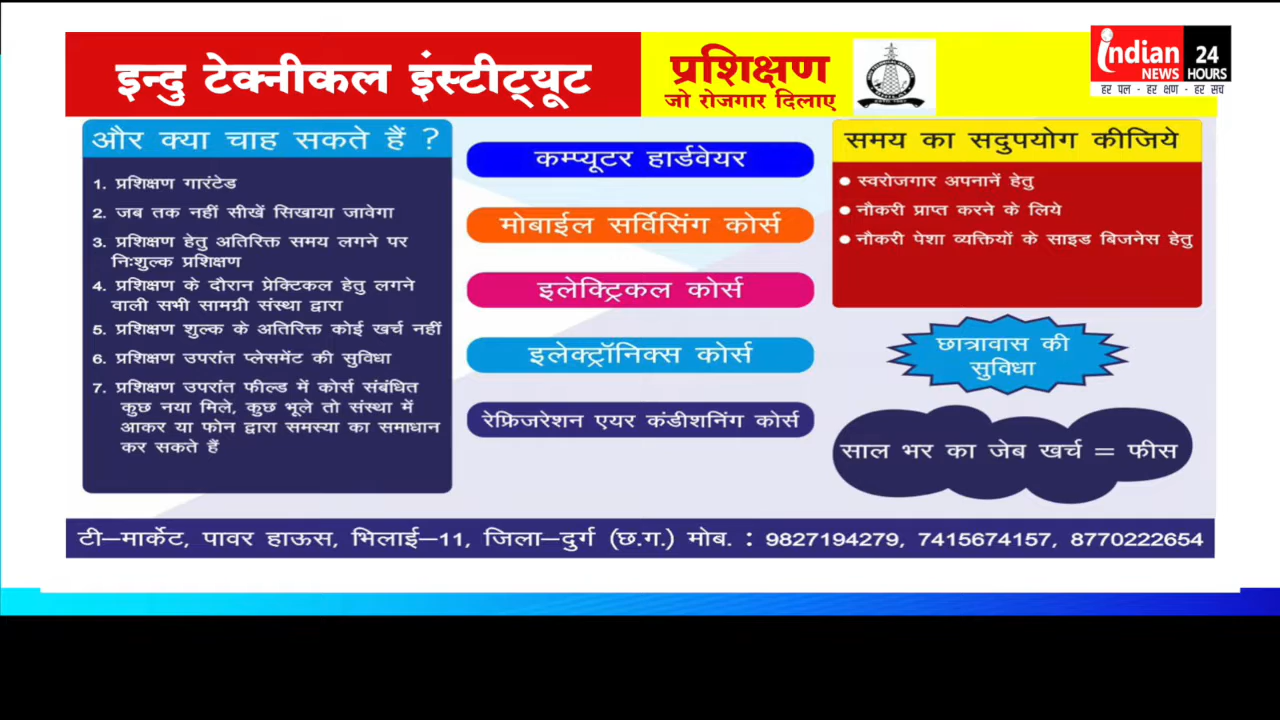 इन्दु टेक्नीकल इंस्टीट्यूट
प्रशिक्षण
जो रोजगार दिलाए
indian
NEWS
24
HOURS
हर पल - हर क्षण - हर सच
और क्या चाह सकते हैं ?
1. प्रशिक्षण गारंटेड
2. जब तक नहीं सीखें सिखाया जावेगा
3. प्रशिक्षण हेतु अतिरिक्त समय लगने पर
निःशुल्क प्रशिक्षण
4. प्रशिक्षण के दौरान प्रेक्टिकल हेतु लगने
वाली सभी सामग्री संस्था द्वारा
5. प्रशिक्षण शुल्क के अतिरिक्त कोई खर्च नहीं
6. प्रशिक्षण उपरांत प्लेसमेंट की सुविधा
7. प्रशिक्षण उपरांत फील्ड में कोर्स संबंधित
कुछ नया मिले, कुछ भूले तो संस्था में
आकर या फोन द्वारा समस्या का समाधान
कर सकते हैं
कम्प्यूटर हार्डवेयर
मोबाईल सर्विसिंग कोर्स
इलेक्ट्रिकल कोर्स
इलेक्ट्रॉनिक्स कोर्स
रेफ्रिजरेशन एयर कंडीशनिंग कोर्स
समय का सदुपयोग कीजिये
● स्वरोजगार अपनानें हेतु
● नौकरी प्राप्त करने के लिये
● नौकरी पेशा व्यक्तियों के साइड बिजनेस हेतु
छात्रावास की
सुविधा
साल भर का जेब खर्च = फीस
टी–मार्केट, पावर हाऊस, भिलाई–11, जिला–दुर्ग (छ.ग.) मोब. : 9827194279, 7415674157, 8770222654